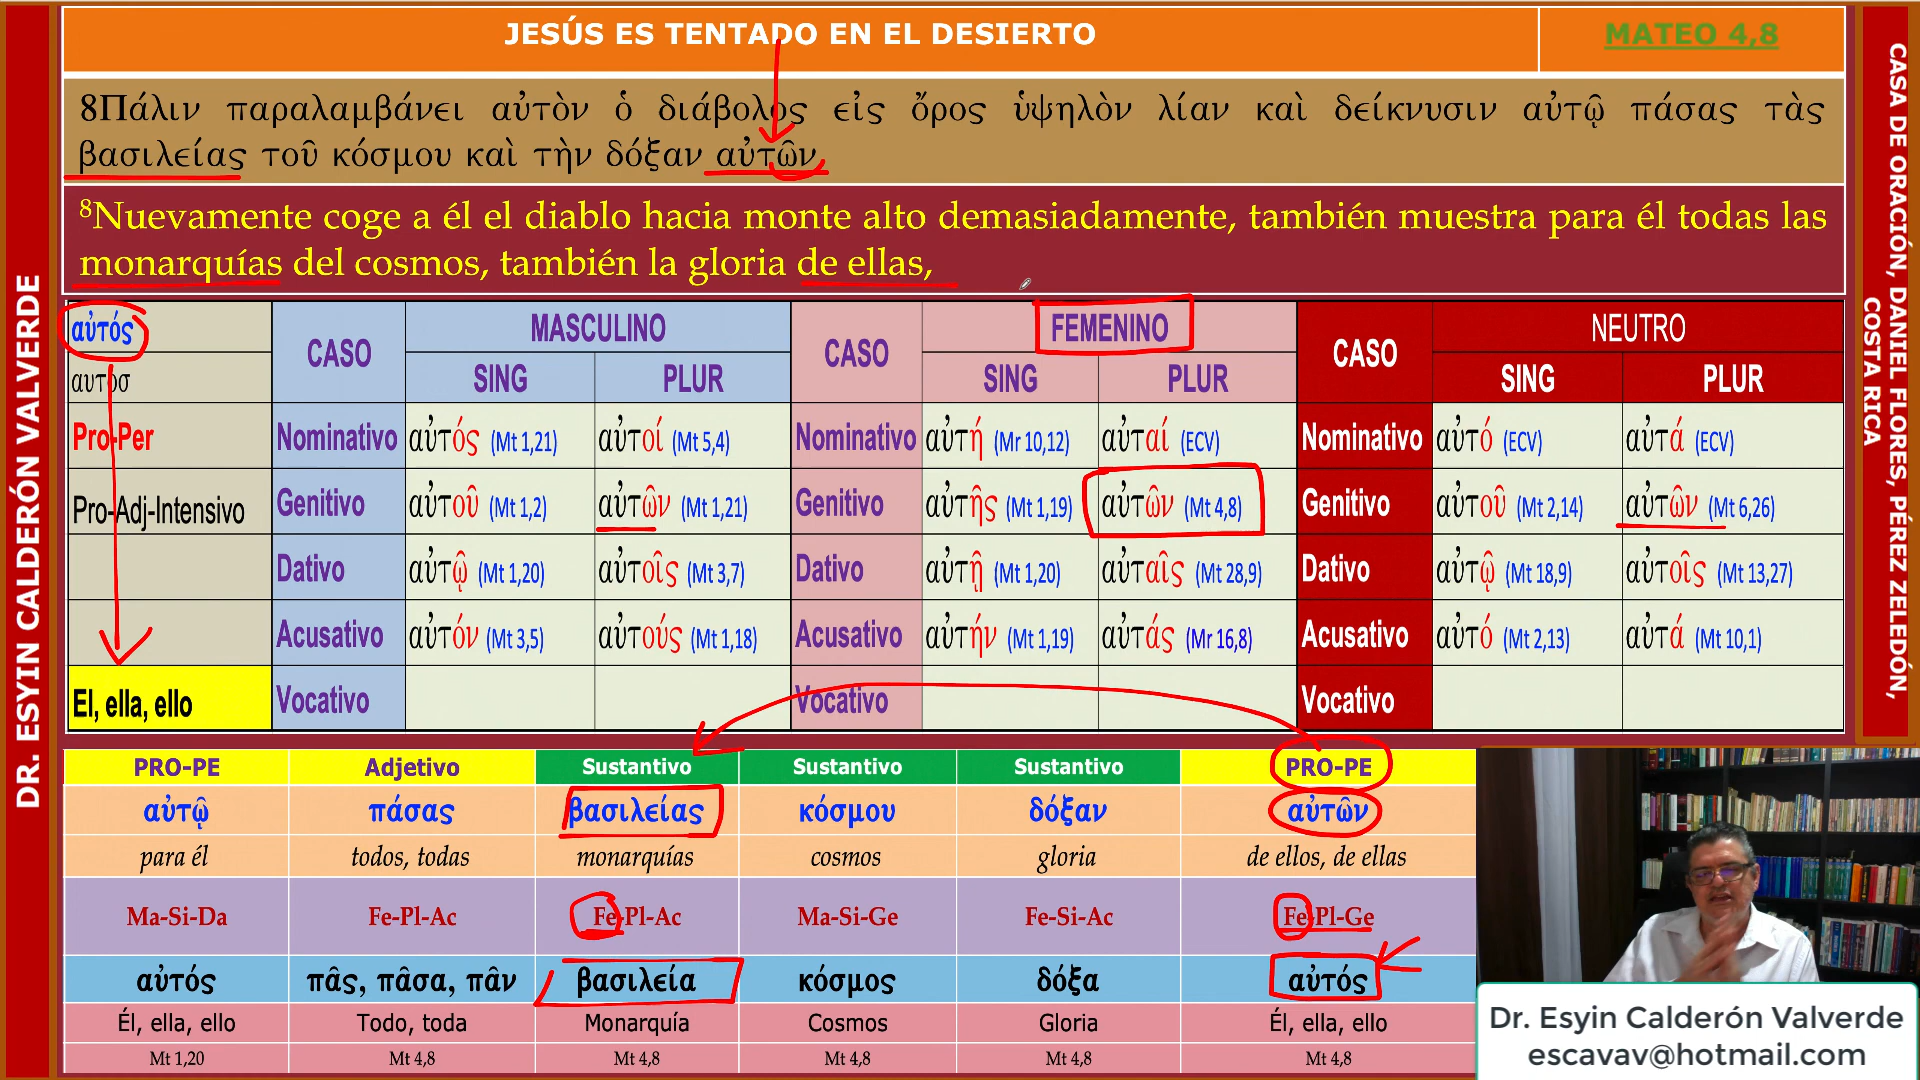 JESÚS ES TENTADO EN EL DESIERTO
MATEO 4,8
8Πάλιν παραλαμβάνει αὐτὸν ὁ διάβολος εἰς ὄρος ὑψηλὸν λίαν καὶ δείκνυσιν αὐτῷ πάσας τὰς
βασιλείας τοῦ κόσμου καὶ τὴν δόξαν αὐτῶν,
8Nuevamente coge a él el diablo hacia monte alto demasiadamente, también muestra para él todas las
monarquías del cosmos, también la gloria de ellas,
αὐτός CASO MASCULINO CASO FEMENINO CASO NEUTRO
αυτοσ SING PLUR SING PLUR SING PLUR
Pro-Per Nominativo αὐτός (Mt 1,21) αὐτοί (Mt 5,4) Nominativo αὐτή (Mr 10,12) αὐταί (ECV) Nominativo αὐτό (ECV) αὐτά (ECV)
Pro-Adj-Intensivo Genitivo αὐτοῦ (Mt 1,2) αὐτῶν (Mt 1,21) Genitivo αὐτῆς (Mt 1,19) αὐτῶν (Mt 4,8) Genitivo αὐτοῦ (Mt 2,14) αὐτῶν (Mt 6,26)
Dativo αὐτῷ (Mt 1,20) αὐτοῖς (Mt 3,7) Dativo αὐτῇ (Mt 1,20) αὐταῖς (Mt 28,9) Dativo αὐτῷ (Mt 18,9) αὐτοῖς (Mt 13,27)
Acusativo αὐτόν (Mt 3,5) αὐτούς (Mt 1,18) Acusativo αὐτήν (Mt 1,19) αὐτάς (Mr 16,8) Acusativo αὐτό (Mt 2,13) αὐτά (Mt 10,1)
El, ella, ello Vocativo Vocativo Vocativo
PRO-PE Adjetivo Sustantivo Sustantivo Sustantivo PRO-PE
αὐτῷ πάσας βασιλείας κόσμου δόξαν αὐτῶν
para él todos, todas monarquías cosmos gloria de ellos, de ellas
Ma-Si-Da Fe-Pl-Ac Fe-Pl-Ac Ma-Si-Ge Fe-Si-Ac Fe-Pl-Ge
αὐτός πᾶς, πᾶσα, πᾶν βασιλεία κόσμος δόξα αὐτός
Él, ella, ello Todo, toda Monarquía Cosmos Gloria Él, ella, ello
Mt 1,20 Mt 4,8 Mt 4,8 Mt 4,8 Mt 4,8 Mt 4,8
DR. ESYIN CALDERÓN VALVERDE
CASA DE ORACIÓN, DANIEL FLORES, PÉREZ ZELEDÓN,
COSTA RICA
Dr. Esyin Calderón Valverde
escavav@hotmail.com